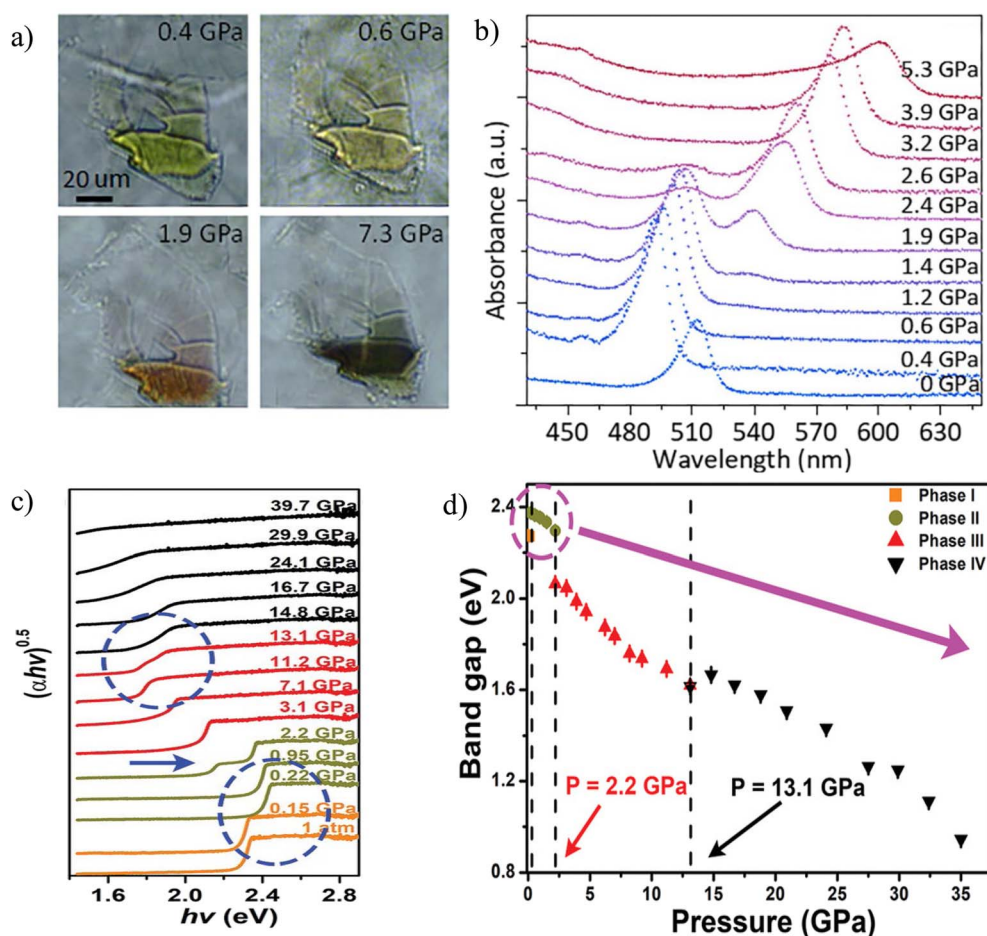 a)
0.4 GPa
0.6 GPa
20 um
1.9 GPa
7.3 GPa
b)
Absorbance (a.u.)
5.3 GPa
3.9 GPa
3.2 GPa
2.6 GPa
2.4 GPa
1.9 GPa
1.4 GPa
1.2 GPa
0.6 GPa
0.4 GPa
0 GPa
450 480 510 540 570 600 630
Wavelength (nm)
c)
(αhν)^0.5
39.7 GPa
29.9 GPa
24.1 GPa
16.7 GPa
14.8 GPa
13.1 GPa
11.2 GPa
7.1 GPa
3.1 GPa
2.2 GPa
0.95 GPa
0.22 GPa
0.15 GPa
1 atm
1.6 2.0 2.4 2.8
hν (eV)
d)
Band gap (eV)
2.4
2.0
1.6
1.2
0.8
Phase I
Phase II
Phase III
Phase IV
P = 2.2 GPa
P = 13.1 GPa
0 5 10 15 20 25 30 35
Pressure (GPa)